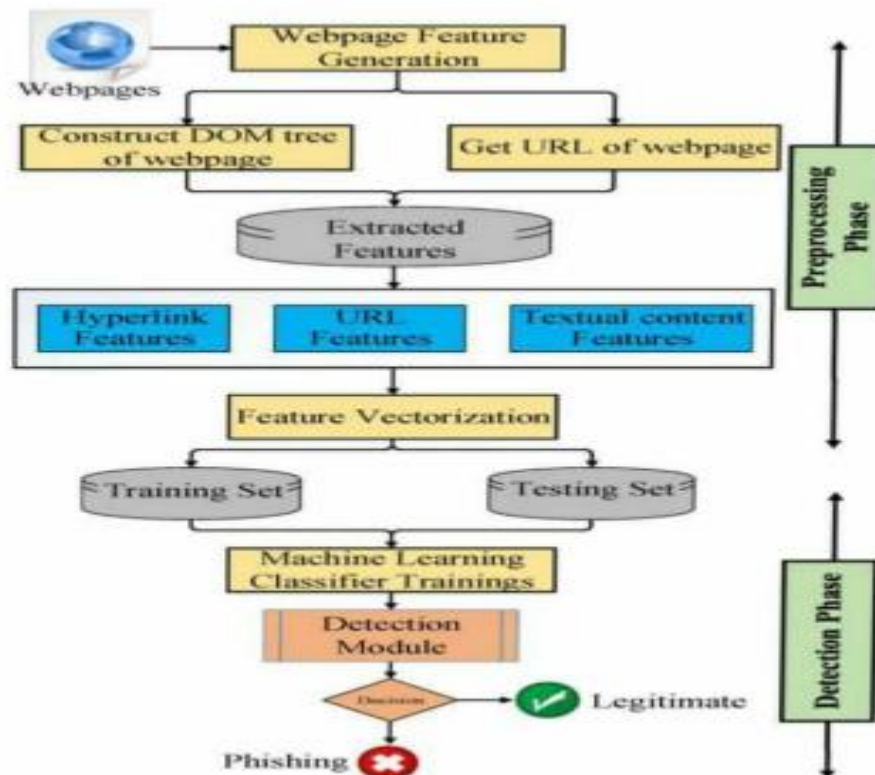 Webpage Feature
Generation
Webpages
Construct DOM tree
of webpage
Get URL of webpage
Extracted
Features
Hyperlink
Features
URL
Features
Textual content
Features
Feature Vectorization
Training Set
Testing Set
Machine Learning
Classifier Trainings
Detection
Module
Decision
Legitimate
Phishing
Preprocessing
Phase
Detection Phase